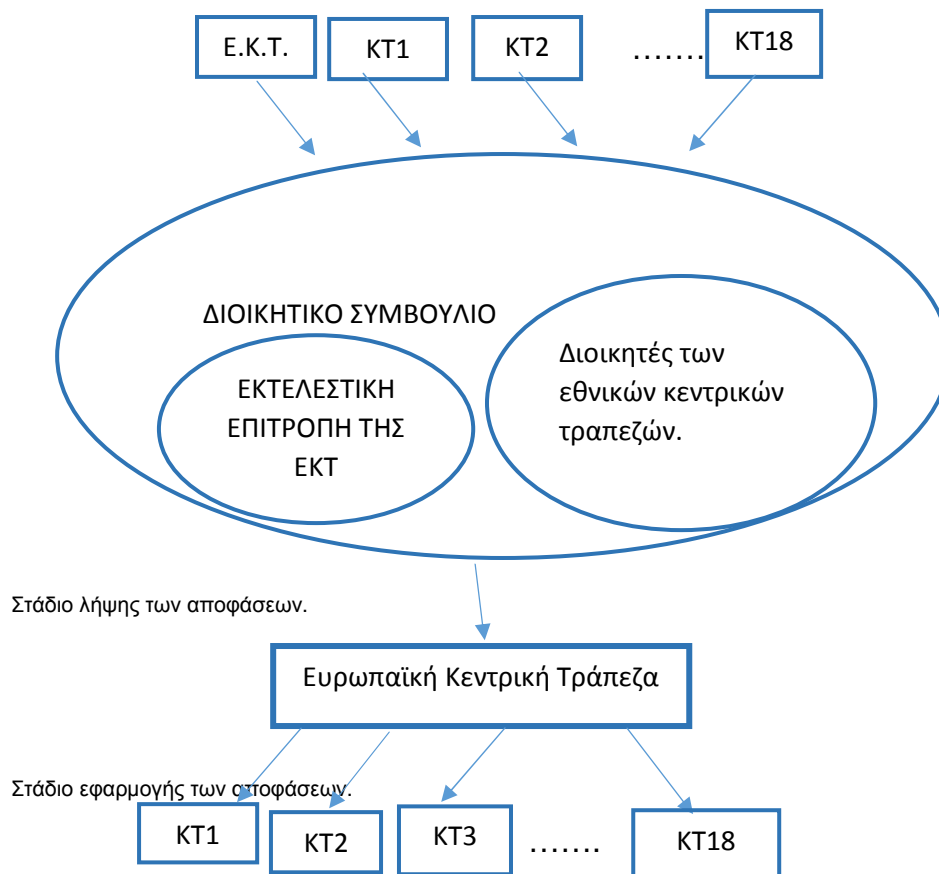 Ε.Κ.Τ. ΚΤ1 ΚΤ2 ....... ΚΤ18
ΔΙΟΙΚΗΤΙΚΟ ΣΥΜΒΟΥΛΙΟ
ΕΚΤΕΛΕΣΤΙΚΗ
ΕΠΙΤΡΟΠΗ ΤΗΣ
ΕΚΤ
Διοικητές των
εθνικών κεντρικών
τραπεζών.
Στάδιο λήψης των αποφάσεων.
Ευρωπαϊκή Κεντρική Τράπεζα
Στάδιο εφαρμογής των αποφάσεων.
ΚΤ1 ΚΤ2 ΚΤ3 ....... ΚΤ18